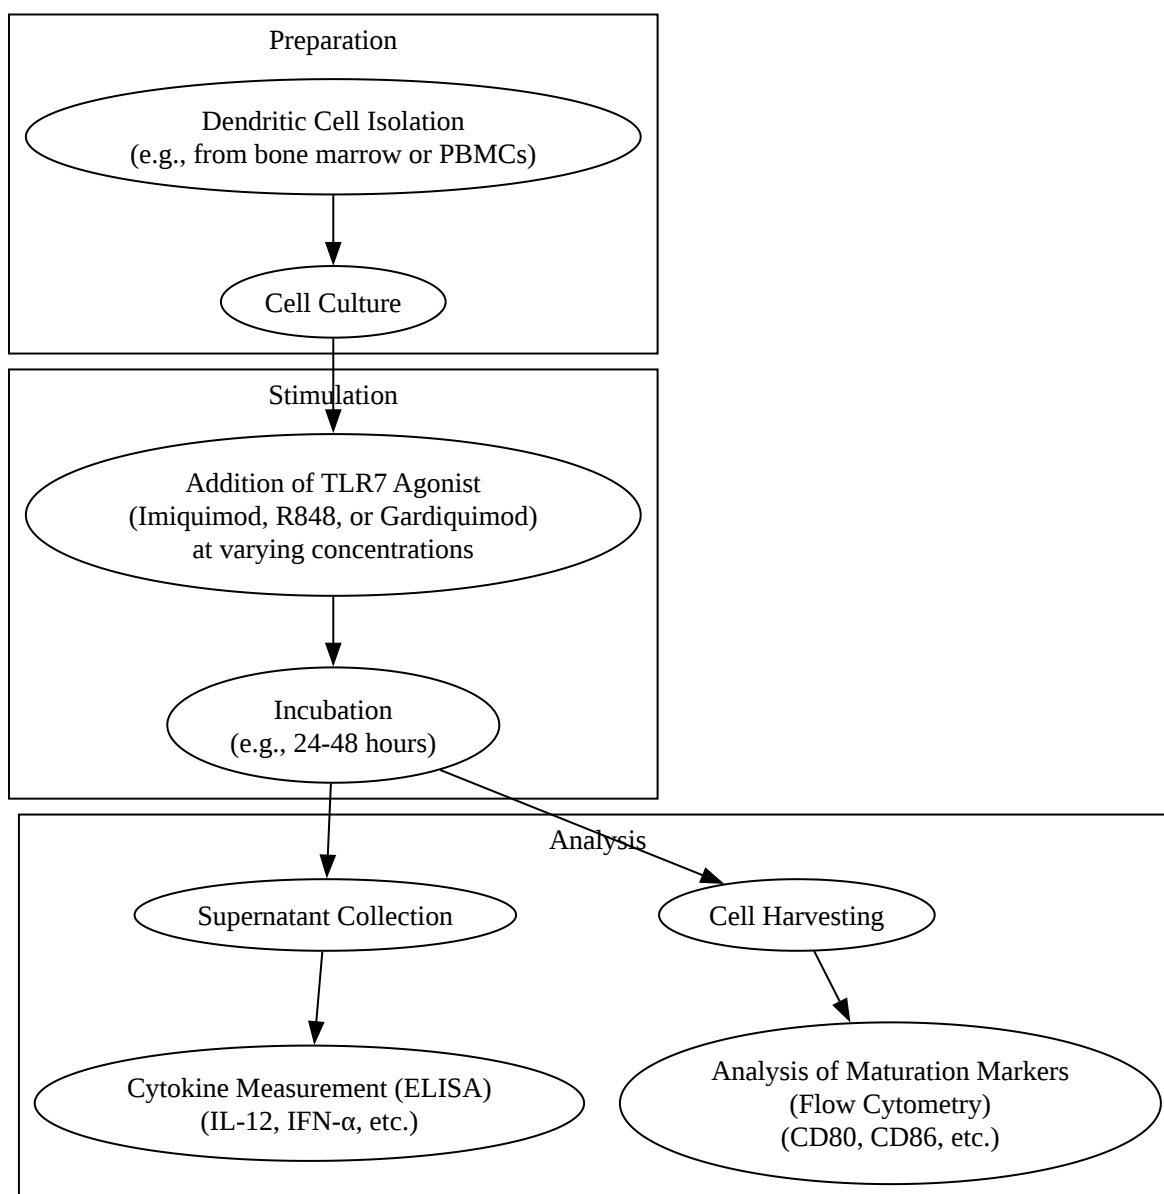 Preparation
Dendritic Cell Isolation
(e.g., from bone marrow or PBMCs)
Cell Culture
Stimulation
Addition of TLR7 Agonist
(Imiquimod, R848, or Gardiquimod)
at varying concentrations
Incubation
(e.g., 24-48 hours)
Analysis
Supernatant Collection
Cell Harvesting
Cytokine Measurement (ELISA)
(IL-12, IFN-α, etc.)
Analysis of Maturation Markers
(Flow Cytometry)
(CD80, CD86, etc.)